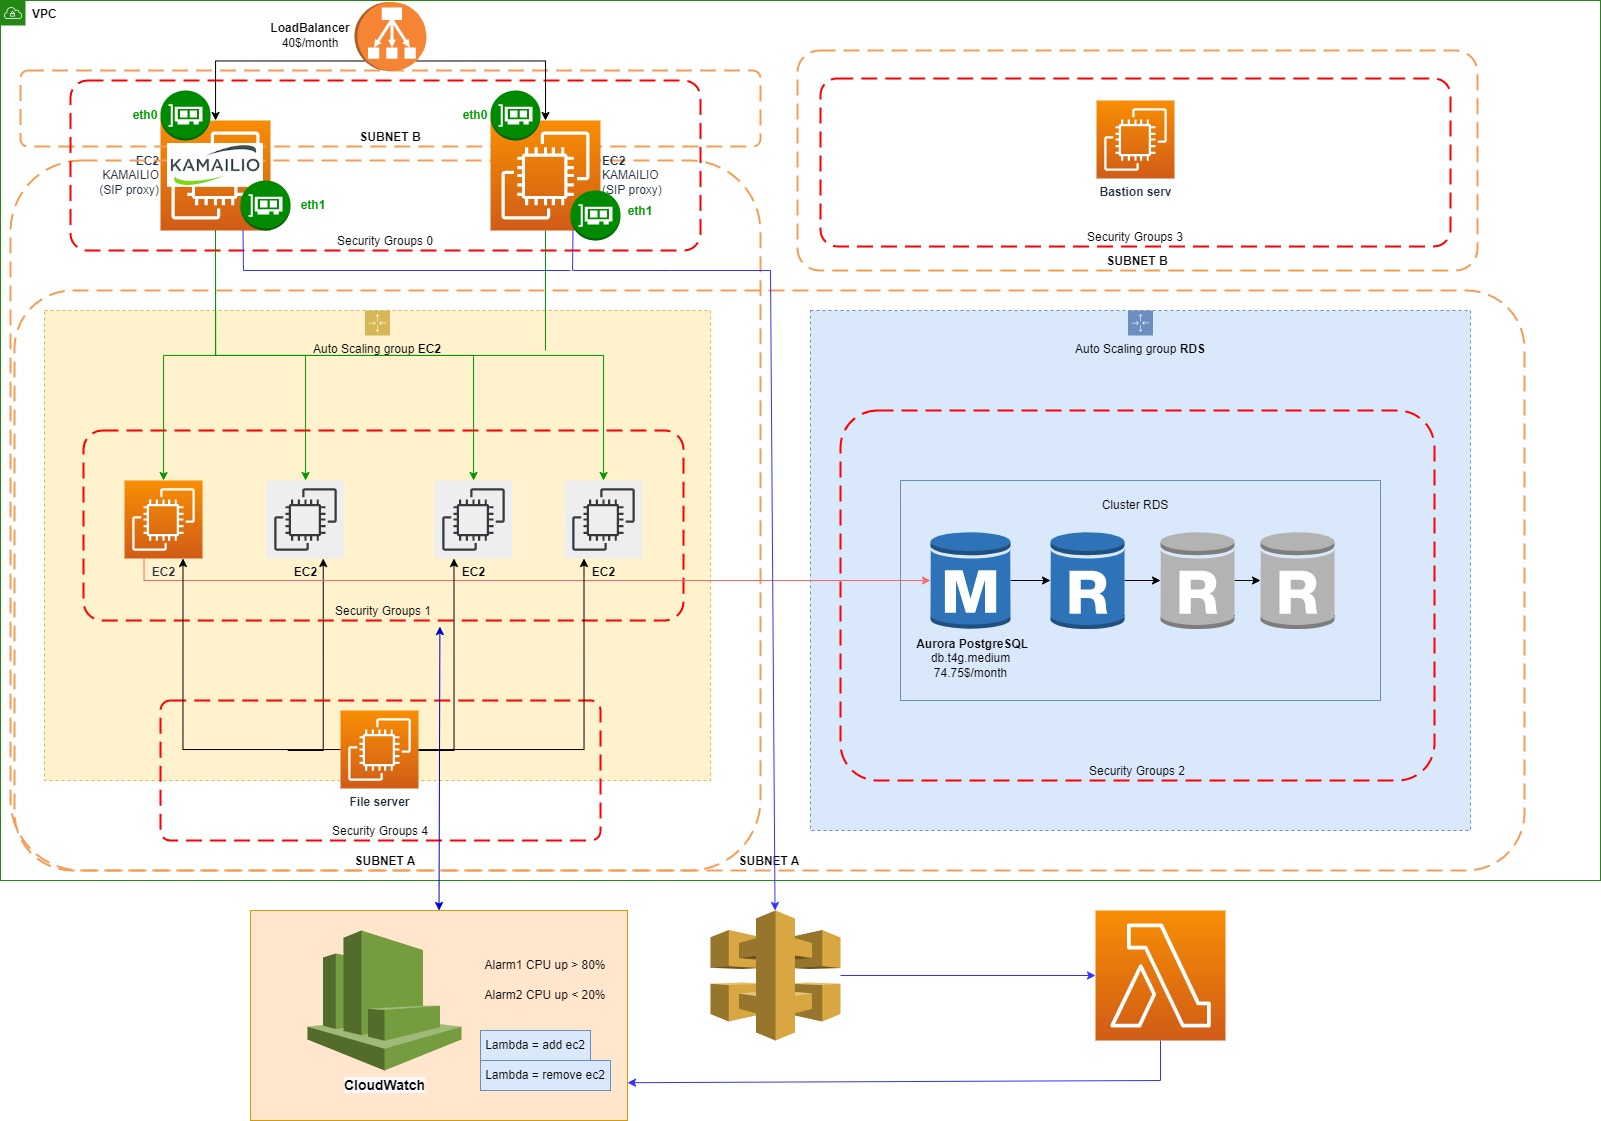 VPC
LoadBalancer
40$/month
eth0
eth0
SUBNET B
EC2
KAMAILIO
(SIP proxy)
KAMAILIO
EC2
KAMAILIO
(SIP proxy)
eth1
eth1
Security Groups 0
Bastion serv
Security Groups 3
SUBNET B
Auto Scaling group EC2
Auto Scaling group RDS
Cluster RDS
EC2
EC2
EC2
EC2
M
R
R
R
Security Groups 1
Aurora PostgreSQL
db.t4g.medium
74.75$/month
Security Groups 2
File server
Security Groups 4
SUBNET A
SUBNET A
Alarm1 CPU up > 80%
Alarm2 CPU up < 20%
Lambda = add ec2
Lambda = remove ec2
CloudWatch